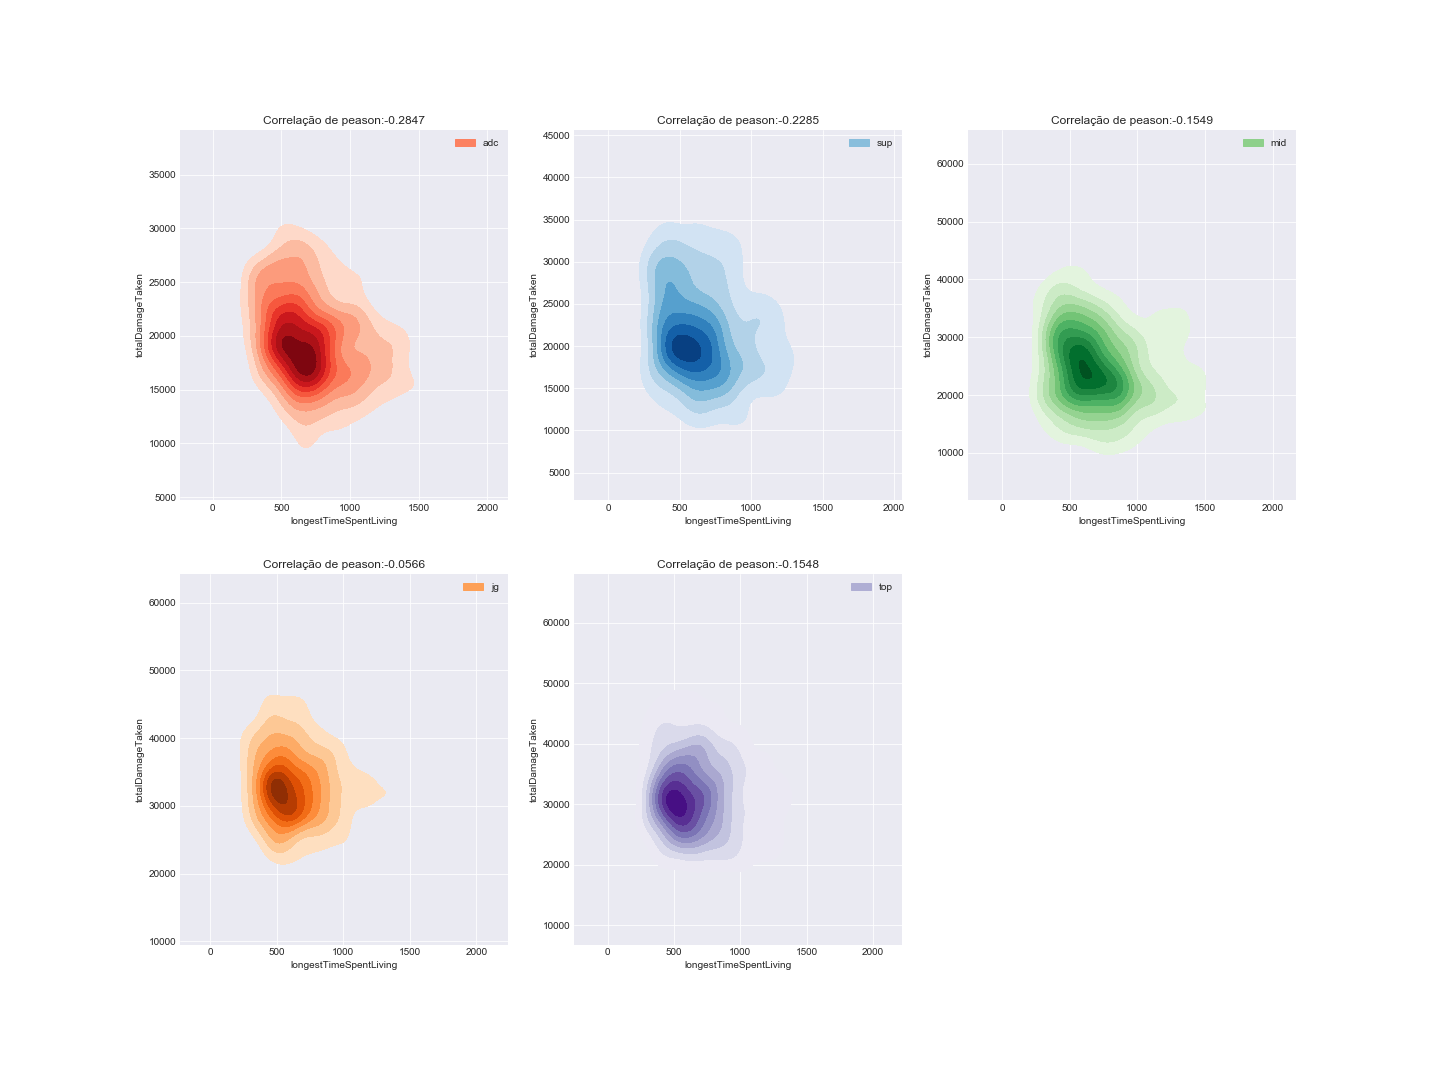 Correlação de peason:-0.2847
adc
35000
30000
25000
20000
15000
10000
5000
totalDamageTaken
0 500 1000 1500 2000
longestTimeSpentLiving
Correlação de peason:-0.2285
sup
45000
40000
35000
30000
25000
20000
15000
10000
5000
totalDamageTaken
0 500 1000 1500 2000
longestTimeSpentLiving
Correlação de peason:-0.1549
mid
60000
50000
40000
30000
20000
10000
totalDamageTaken
0 500 1000 1500 2000
longestTimeSpentLiving
Correlação de peason:-0.0566
jg
60000
50000
40000
30000
20000
10000
totalDamageTaken
0 500 1000 1500 2000
longestTimeSpentLiving
Correlação de peason:-0.1548
top
60000
50000
40000
30000
20000
10000
totalDamageTaken
0 500 1000 1500 2000
longestTimeSpentLiving